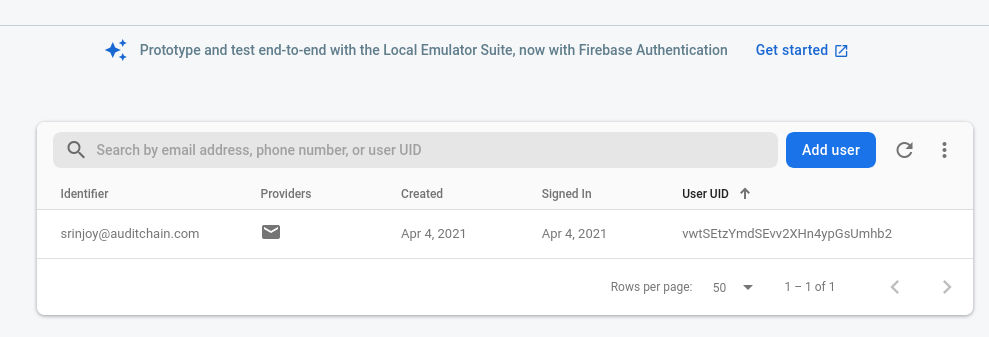 Prototype and test end-to-end with the Local Emulator Suite, now with Firebase Authentication Get started
Search by email address, phone number, or user UID Add user
Identifier Providers Created Signed In User UID
srinjoy@auditchain.com Apr 4, 2021 Apr 4, 2021 vwtSEtzYmdSEvv2XHn4ypGsUmhb2
Rows per page: 50 1 – 1 of 1